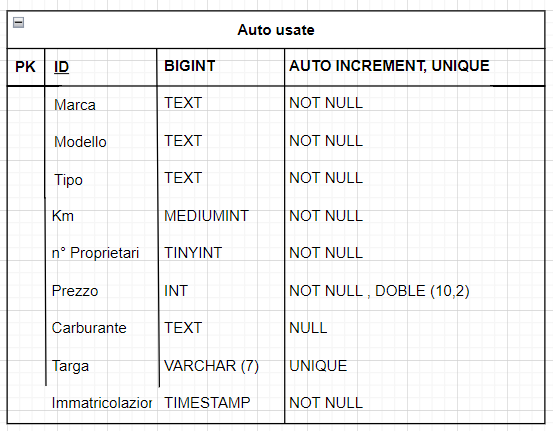 Auto usate
PK ID BIGINT AUTO INCREMENT, UNIQUE
Marca TEXT NOT NULL
Modello TEXT NOT NULL
Tipo TEXT NOT NULL
Km MEDIUMINT NOT NULL
n° Proprietari TINYINT NOT NULL
Prezzo INT NOT NULL , DOBLE (10,2)
Carburante TEXT NULL
Targa VARCHAR (7) UNIQUE
Immatricolazior TIMESTAMP NOT NULL